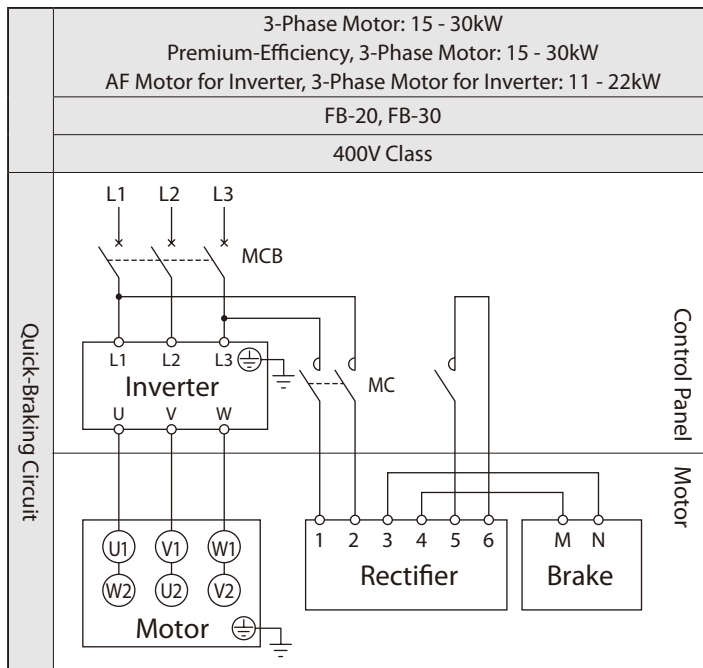 3-Phase Motor: 15 - 30kW
Premium-Efficiency, 3-Phase Motor: 15 - 30kW
AF Motor for Inverter, 3-Phase Motor for Inverter: 11 - 22kW
FB-20, FB-30
400V Class
Quick-Braking Circuit
L1 L2 L3
MCB
L1 L2 L3
Inverter
U V W
MC
Control Panel
Motor
1 2 3 4 5 6
Rectifier
M N
Brake
U1 V1 W1
W2 U2 V2
Motor